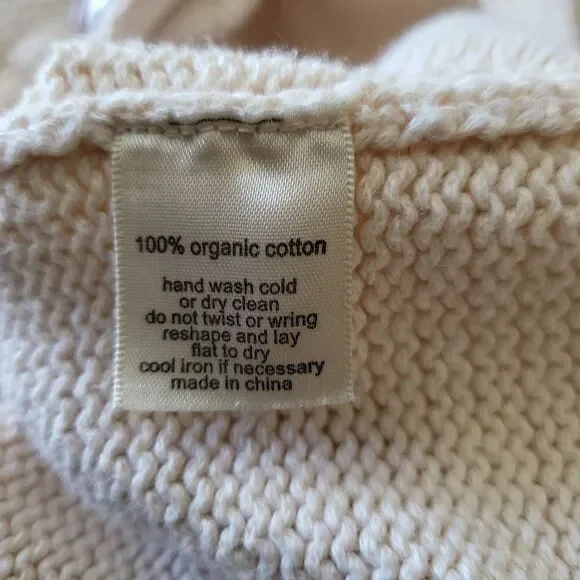 100% organic cotton
hand wash cold
or dry clean
do not twist or wring
reshape and lay
flat to dry
cool iron if necessary
made in china